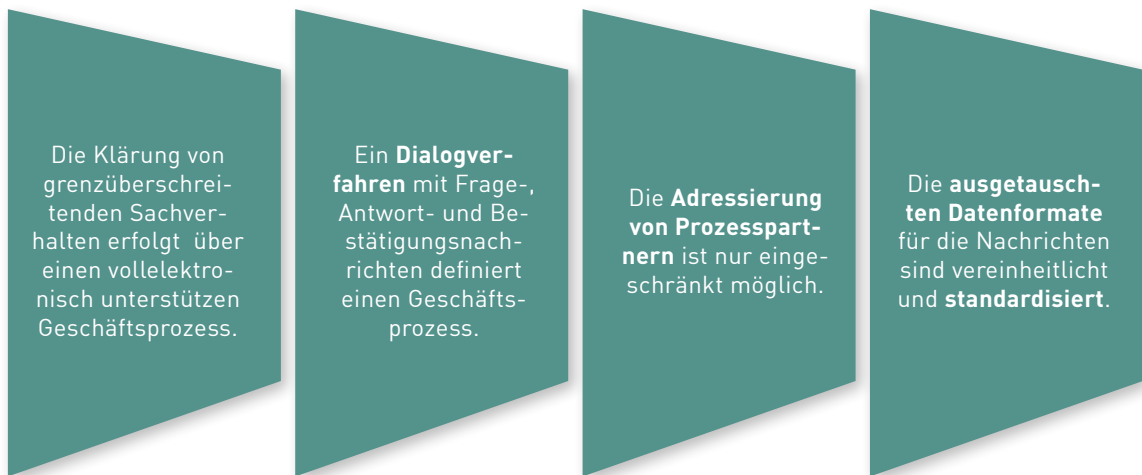 Die Klärung von
grenzüberschrei-
tenden Sachver-
halten erfolgt  über
einen vollelektro-
nisch unterstützen
Geschäftsprozess.
Ein Dialogver-
fahren mit Frage-,
Antwort- und Be-
stätigungsnach-
richten definiert
einen Geschäfts-
prozess.
Die Adressierung
von Prozesspart-
nern ist nur einge-
schränkt möglich.
Die ausgetausch-
ten Datenformate
für die Nachrichten
sind vereinheitlicht
und standardisiert.